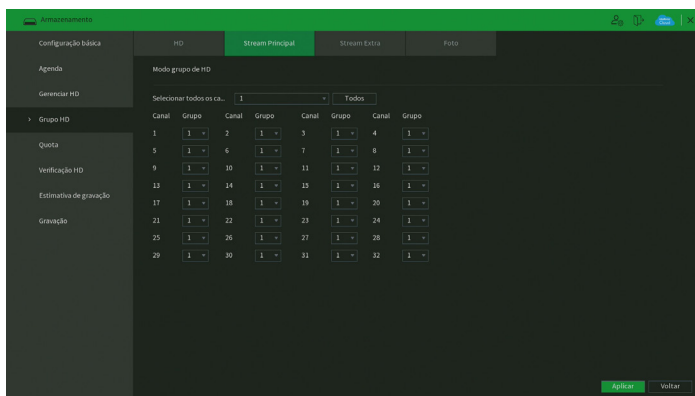 Armazenamento
Configuração básica
Agenda
Gerenciar HD
> Grupo HD
Quota
Verificação HD
Estimativa de gravação
Gravação
HD Stream Principal Stream Extra Foto
Modo grupo de HD
Selecionar todos os ca... 1 Todos
Canal Grupo Canal Grupo Canal Grupo Canal Grupo
1 1 2 1 3 1 4 1
5 1 6 1 7 1 8 1
9 1 10 1 11 1 12 1
13 1 14 1 15 1 16 1
17 1 18 1 19 1 20 1
21 1 22 1 23 1 24 1
25 1 26 1 27 1 28 1
29 1 30 1 31 1 32 1
Aplicar Voltar